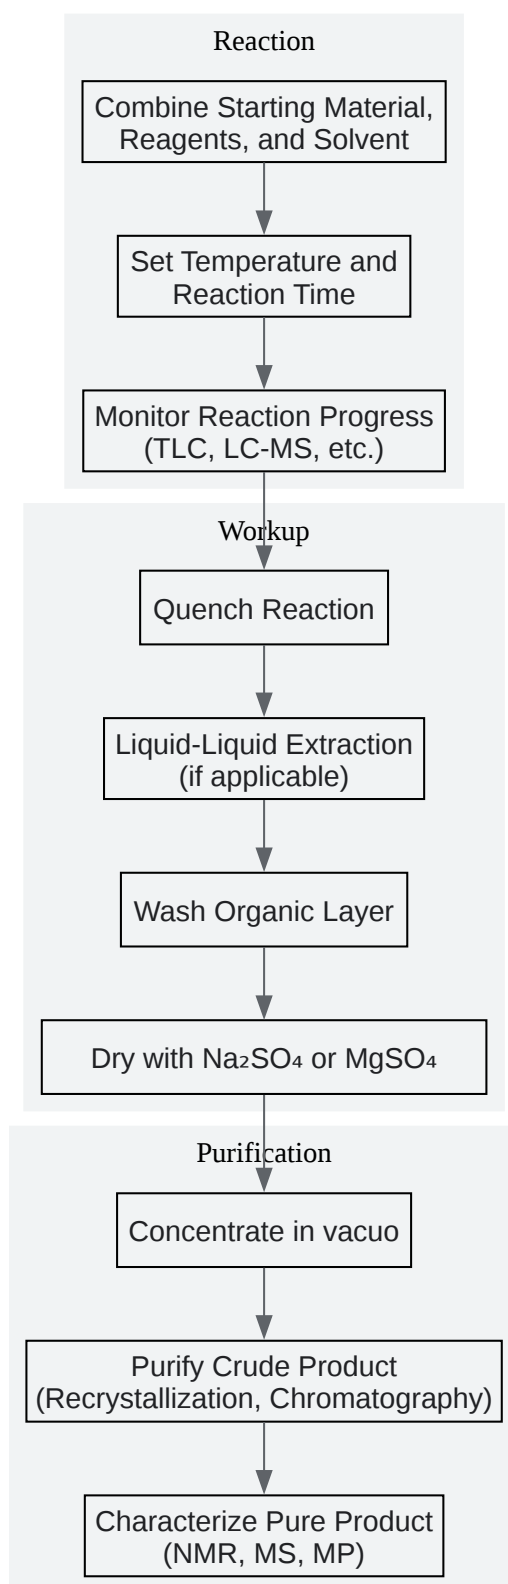 Reaction
Combine Starting Material,
Reagents, and Solvent
Set Temperature and
Reaction Time
Monitor Reaction Progress
(TLC, LC-MS, etc.)
Workup
Quench Reaction
Liquid-Liquid Extraction
(if applicable)
Wash Organic Layer
Dry with Na₂SO₄ or MgSO₄
Purification
Concentrate in vacuo
Purify Crude Product
(Recrystallization, Chromatography)
Characterize Pure Product
(NMR, MS, MP)